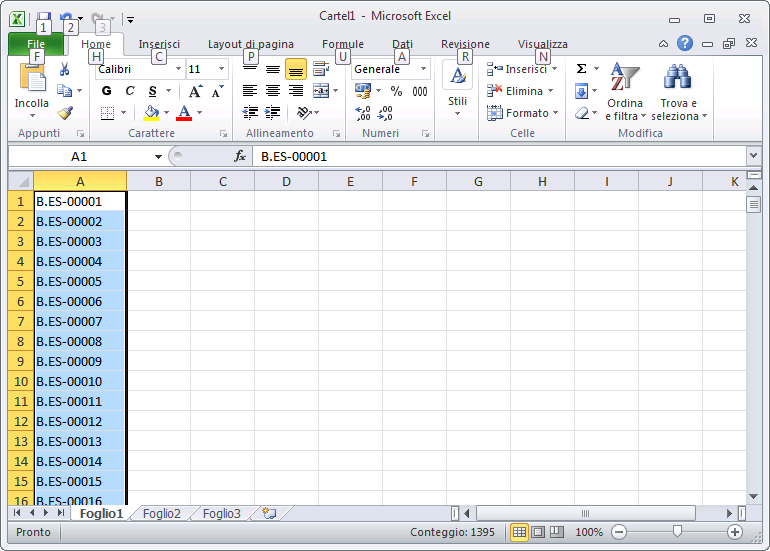 Cartel1 - Microsoft Excel
1 2 3
File Home Inserisci Layout di pagina Formule Dati Revisione Visualizza
F H C P U A R N
Incolla
Calibri 11
G C S A A
A
Generale
% 000
,0 ,00
,00 ,0
A
Stili
Inserisci
Elimina
Formato
Σ
A
Z
Ordina
e filtra
Trova e
seleziona
Appunti Carattere Allineamento Numeri Celle Modifica
A1 fx B.ES-00001
A B C D E F G H I J K
1 B.ES-00001
2 B.ES-00002
3 B.ES-00003
4 B.ES-00004
5 B.ES-00005
6 B.ES-00006
7 B.ES-00007
8 B.ES-00008
9 B.ES-00009
10 B.ES-00010
11 B.ES-00011
12 B.ES-00012
13 B.ES-00013
14 B.ES-00014
15 B.ES-00015
16 B.ES-00016
Foglio1 Foglio2 Foglio3
Pronto Conteggio: 1395 100%